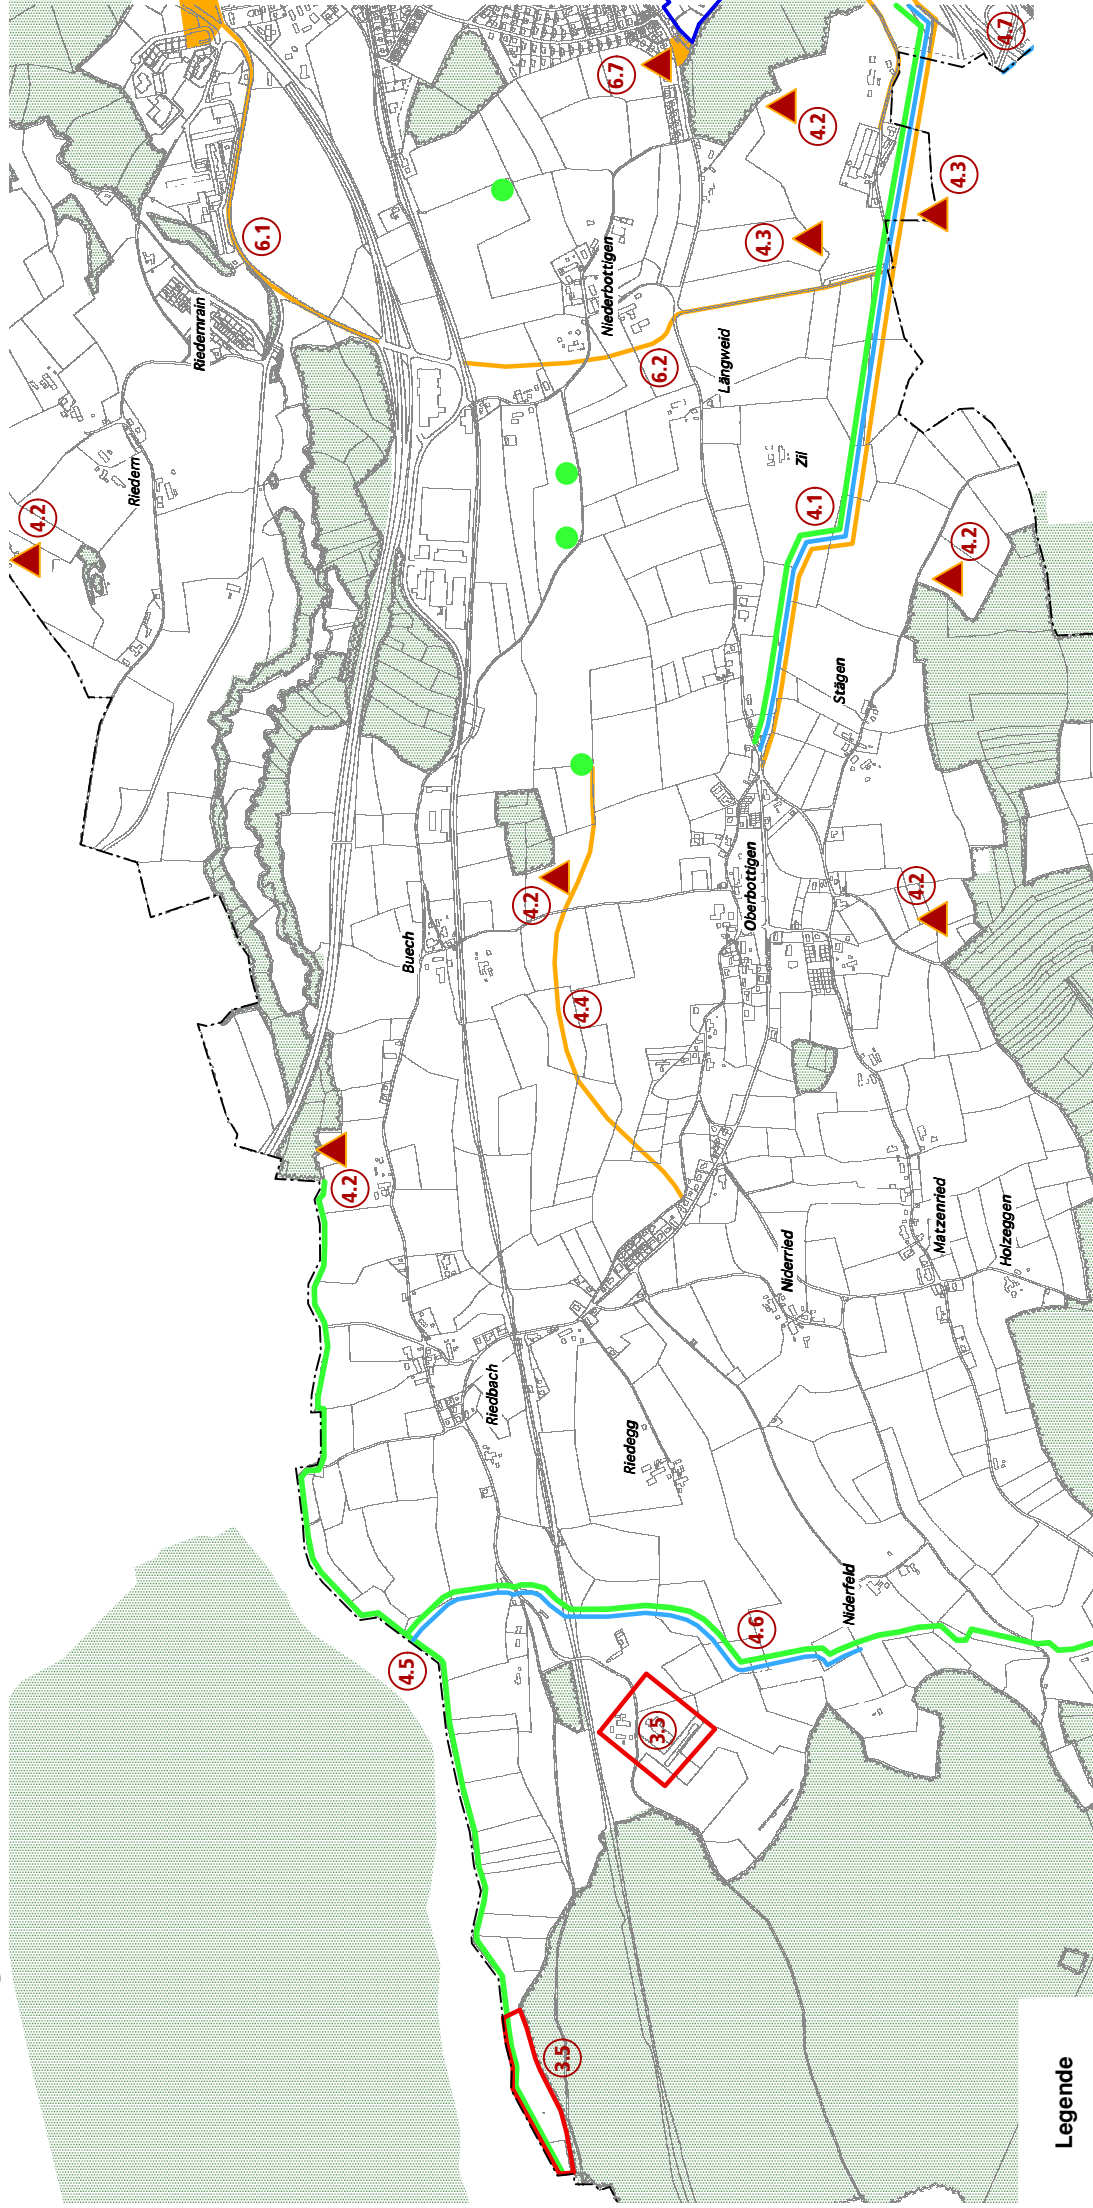 4.7
6.7
4.2
4.3
6.1
4.3
Niederbottigen
Riedernrain
6.2
Längweid
Riedern
Zil
4.2
4.1
4.2
Stägen
4.2
Oberbottigen
4.2
Buech
4.4
4.2
Matzenried
Holzeggen
Niderried
Riedbach
Riedegg
Niderfeld
4.6
4.5
3.5
3.5
Legende